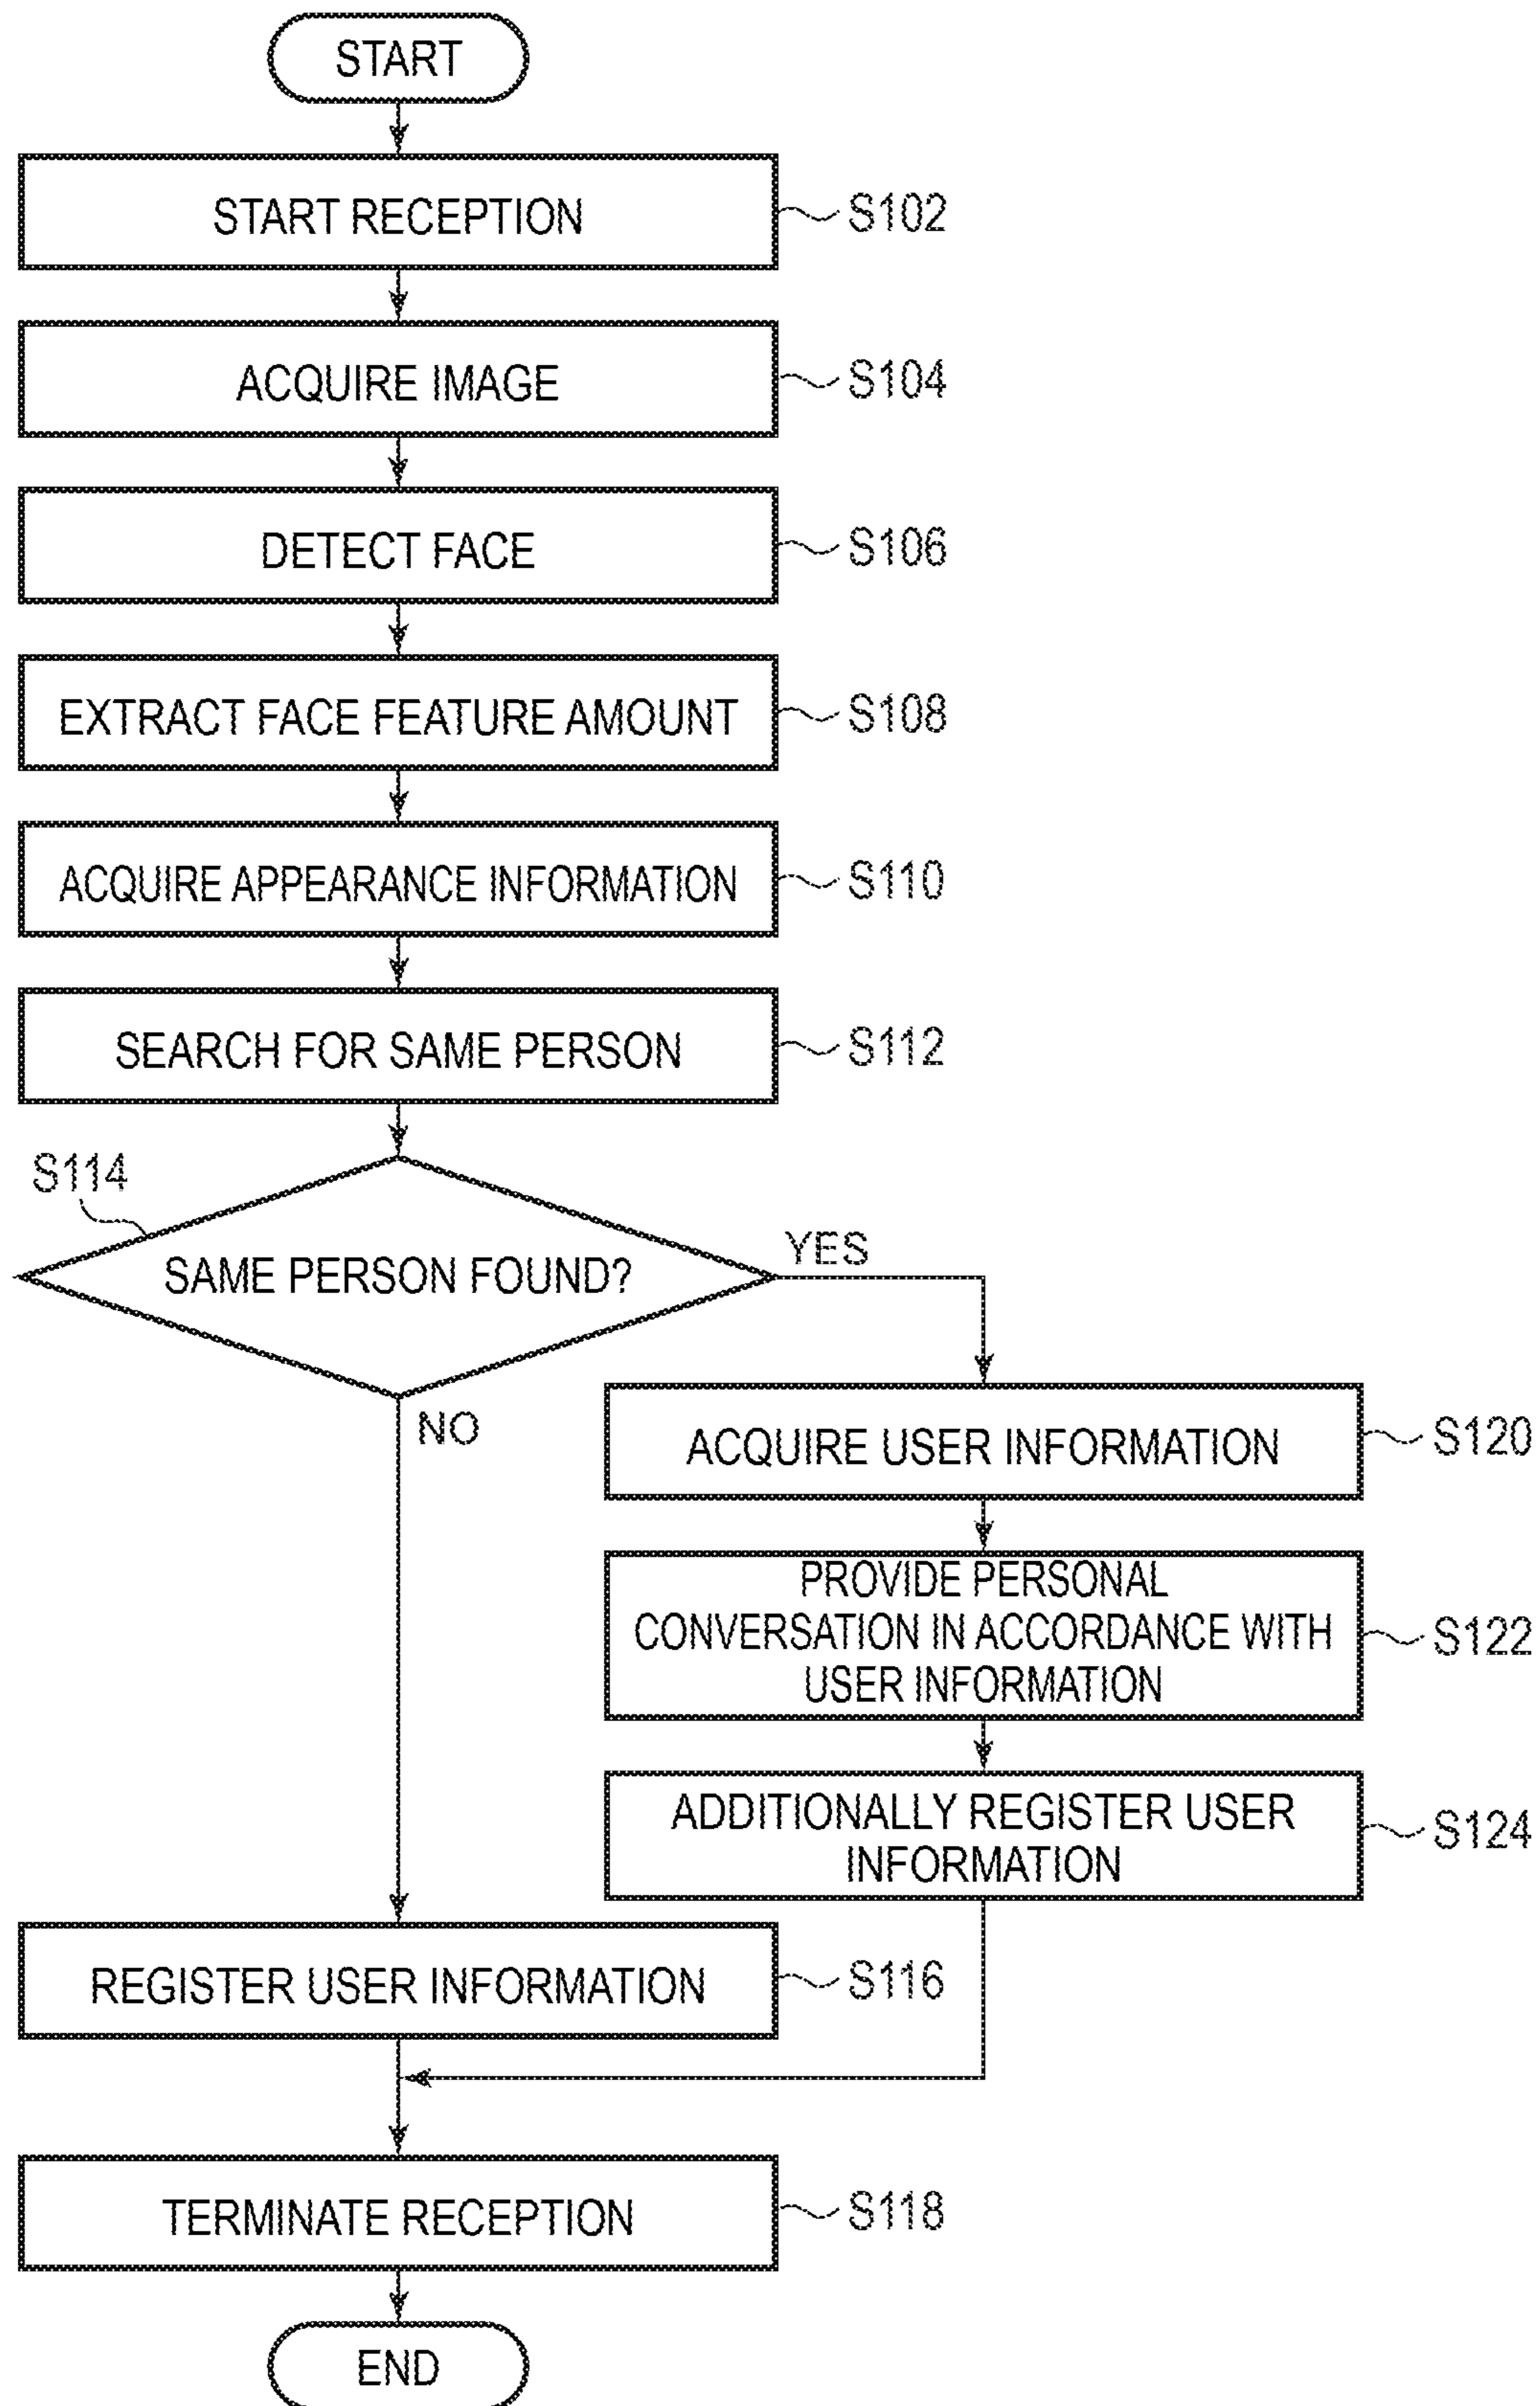 START
START RECEPTION
S102
ACQUIRE IMAGE
S104
DETECT FACE
S106
EXTRACT FACE FEATURE AMOUNT
S108
ACQUIRE APPEARANCE INFORMATION
S110
SEARCH FOR SAME PERSON
S112
S114
SAME PERSON FOUND?
YES
NO
ACQUIRE USER INFORMATION
S120
PROVIDE PERSONAL
CONVERSATION IN ACCORDANCE WITH
USER INFORMATION
S122
ADDITIONALLY REGISTER USER
INFORMATION
S124
REGISTER USER INFORMATION
S116
TERMINATE RECEPTION
S118
END